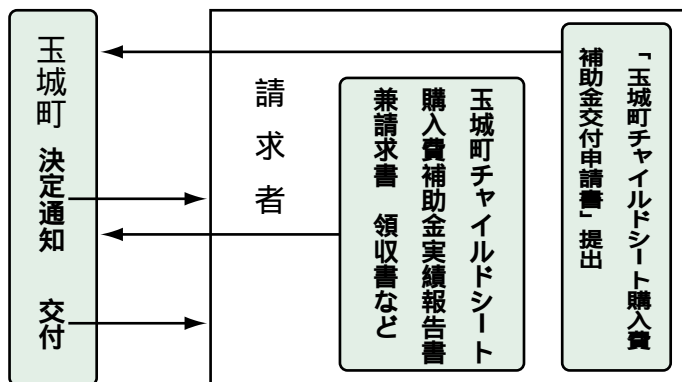 「玉城町チャイルドシート購入費
補助金交付申請書」提出
玉城町チャイルドシート
購入費補助金実績報告書
兼請求書　領収書など
請求者
玉城町
決定通知
交付